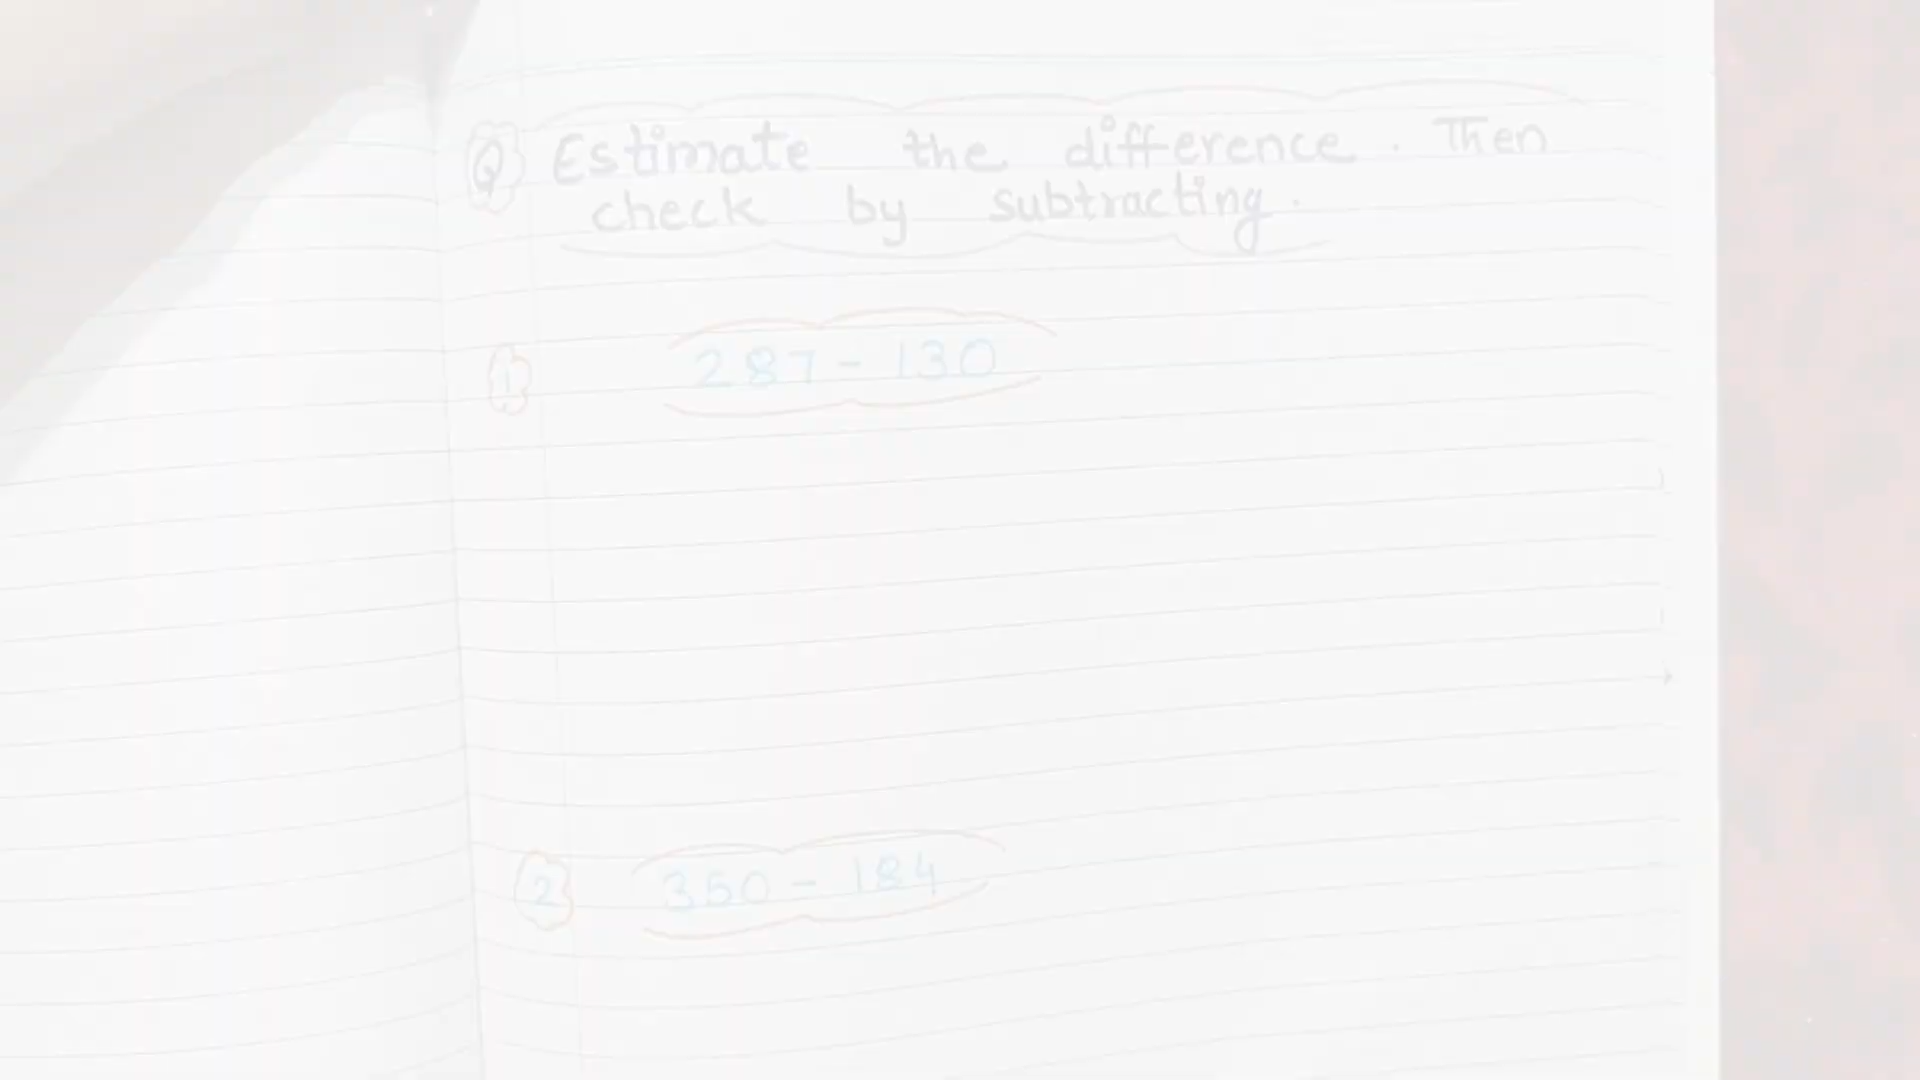 Q Estimate the difference. Then
check by subtracting.
1 287 - 130
2 350 - 184